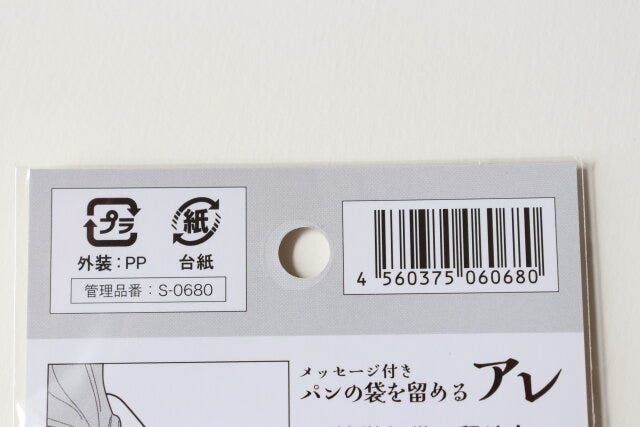 プラ
紙
外装：PP
台紙
管理品番：S-0680
4 560375 060680
メッセージ付き
パンの袋を留める アレ